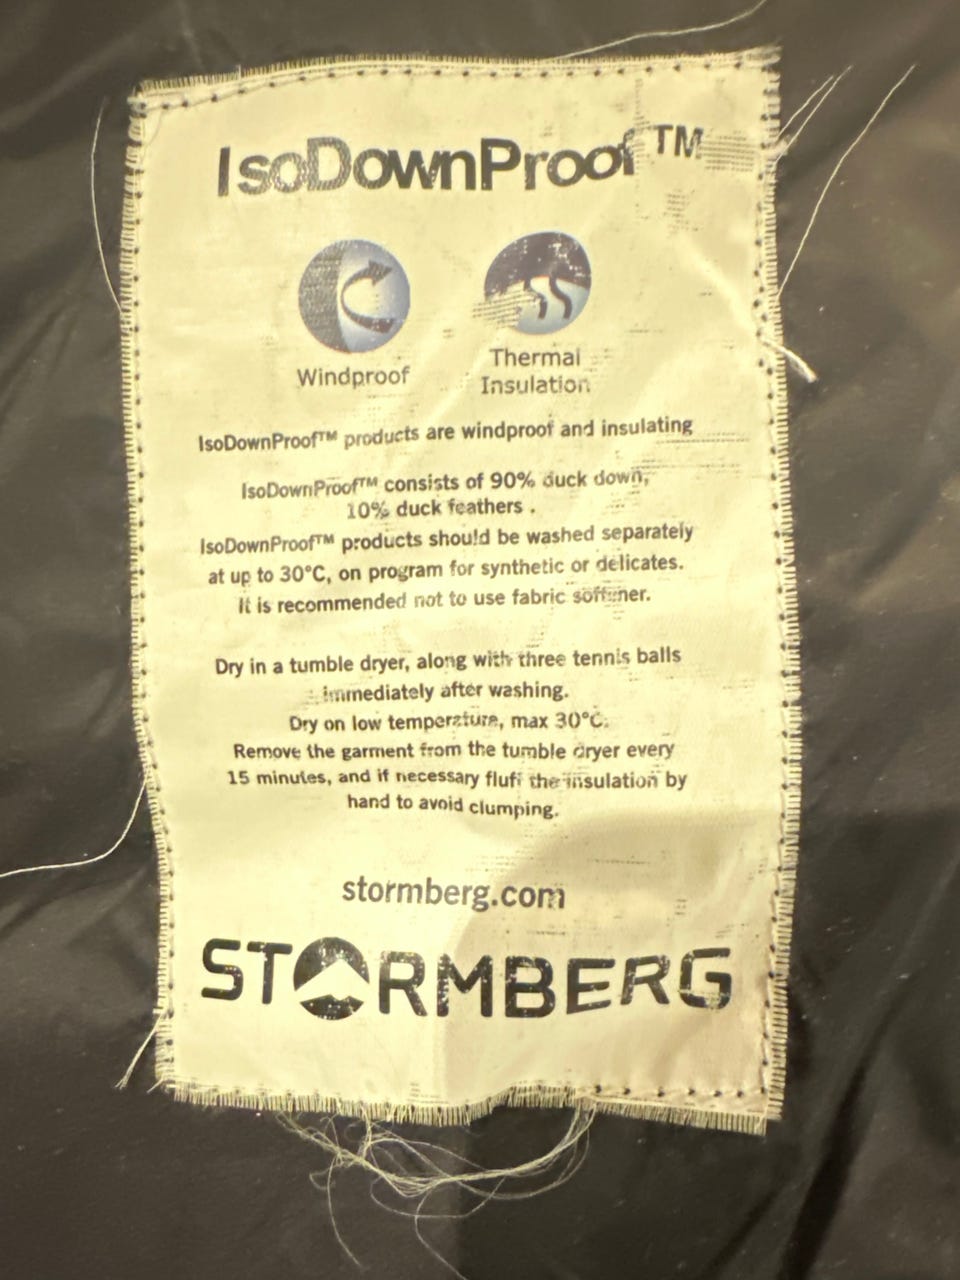 IsoDownProof™
Windproof
Thermal
Insulation
IsoDownProof™ products are windproof and insulating
IsoDownProof™ consists of 90% duck down,
10% duck feathers .
IsoDownProof™ products should be washed separately
at up to 30°C, on program for synthetic or delicates.
It is recommended not to use fabric softener.
Dry in a tumble dryer, along with three tennis balls
immediately after washing.
Dry on low temperature, max 30°C.
Remove the garment from the tumble dryer every
15 minutes, and if necessary fluff the insulation by
hand to avoid clumping.
stormberg.com
STORMBERG